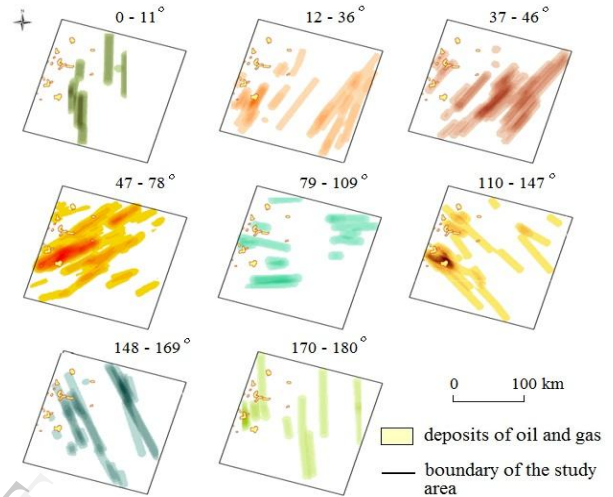 0 - 11°
12 - 36°
37 - 46°
47 - 78°
79 - 109°
110 - 147°
148 - 169°
170 - 180°
0 100 km
deposits of oil and gas
boundary of the study
area